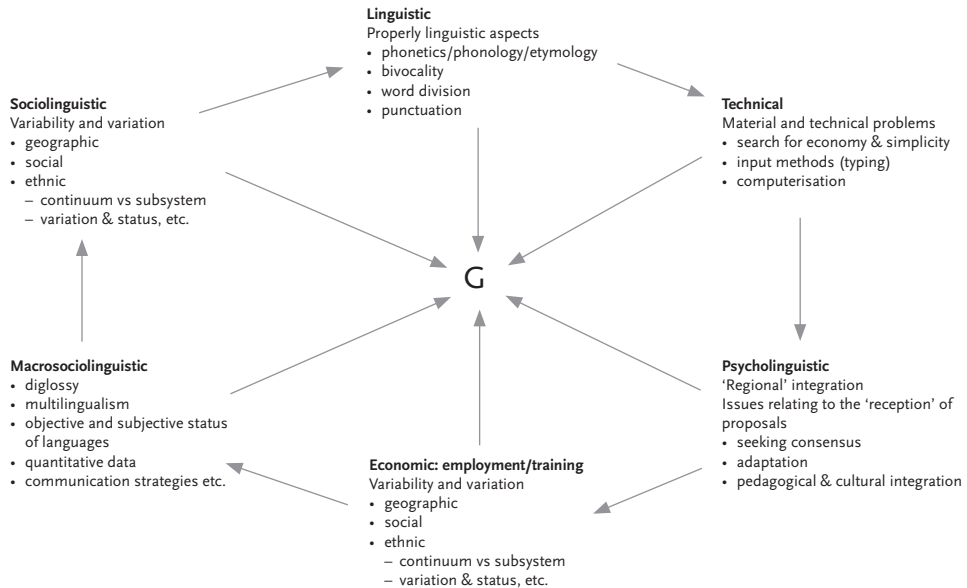 Linguistic
Properly linguistic aspects
• phonetics/phonology/etymology
• bivocality
• word division
• punctuation
Sociolinguistic
Variability and variation
• geographic
• social
• ethnic
– continuum vs subsystem
– variation & status, etc.
Technical
Material and technical problems
• search for economy & simplicity
• input methods (typing)
• computerisation
G
Macrosociolinguistic
• diglossy
• multilingualism
• objective and subjective status
of languages
• quantitative data
• communication strategies etc.
Economic: employment/training
Variability and variation
• geographic
• social
• ethnic
– continuum vs subsystem
– variation & status, etc.
Psycholinguistic
‘Regional’ integration
Issues relating to the ‘reception’ of
proposals
• seeking consensus
• adaptation
• pedagogical & cultural integration